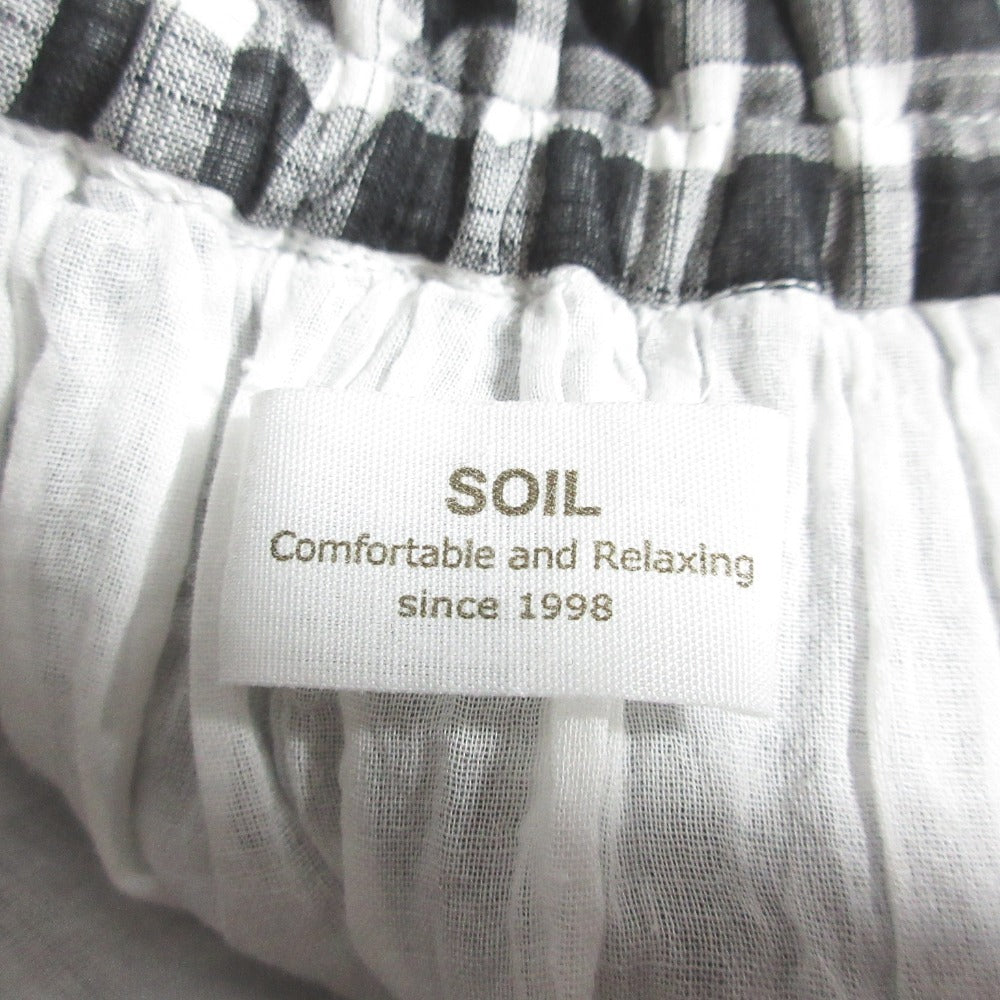 SOIL
Comfortable and Relaxing
since 1998